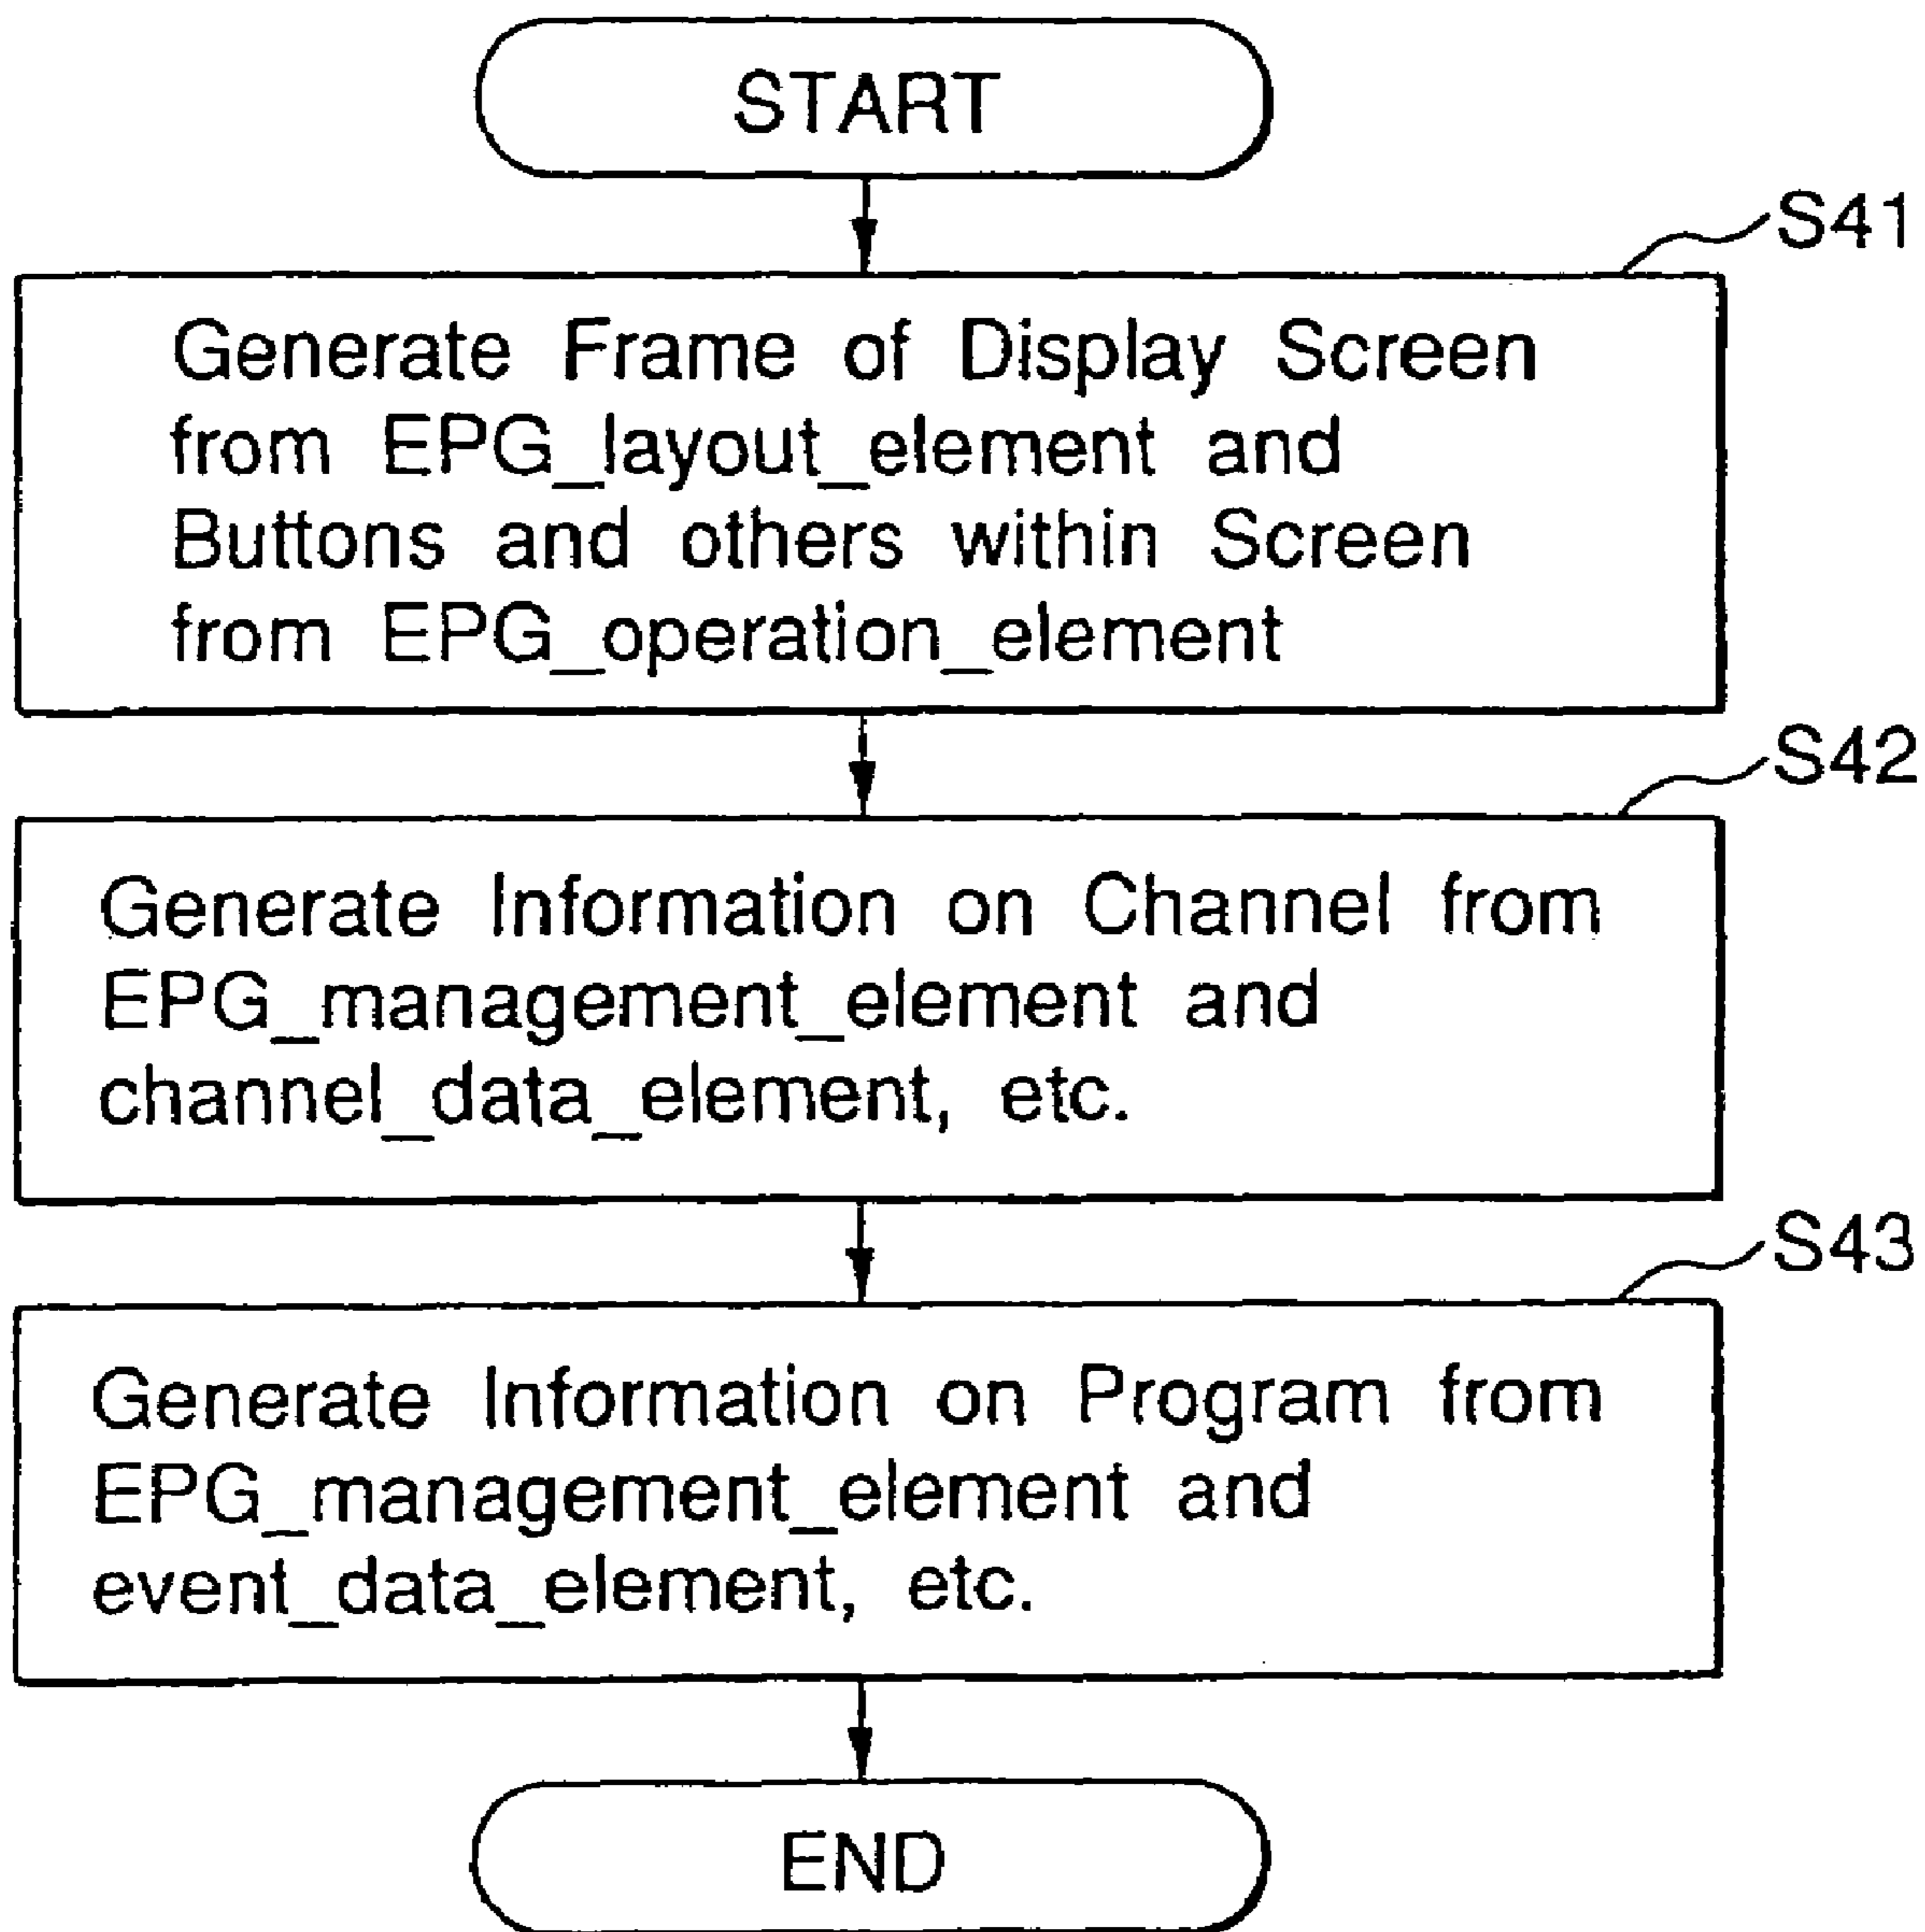 START
S41
Generate Frame of Display Screen
from EPG_layout_element and
Buttons and others within Screen
from EPG_operation_element
S42
Generate Information on Channel from
EPG_management_element and
channel_data_element, etc.
S43
Generate Information on Program from
EPG_management_element and
event_data_element, etc.
END